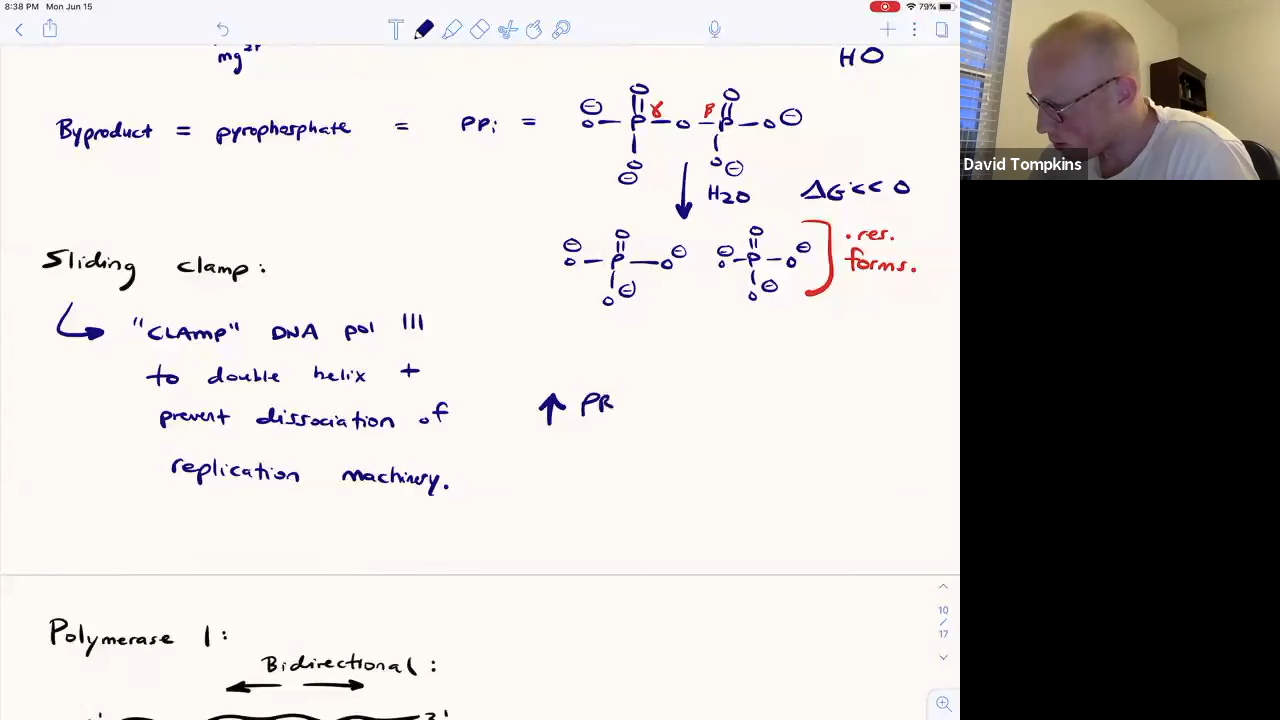 8:38 PM Mon Jun 15
79%
mg2+
HO
Byproduct = pyrophosphate = PPi =
⊖ O ⊖
O — P γ — O — β P — O ⊖
O O ⊖
⊖
H2O ΔG << 0
⊖ O ⊖ ⊖ O ⊖
O — P — O O — P — O
O ⊖ O ⊖
. res.
forms.
Sliding clamp:
"CLAMP" DNA pol III
to double helix +
prevent dissociation of
↑ PR
replication machinery.
Polymerase 1:
Bidirectional:
3'
10
/
17
David Tompkins